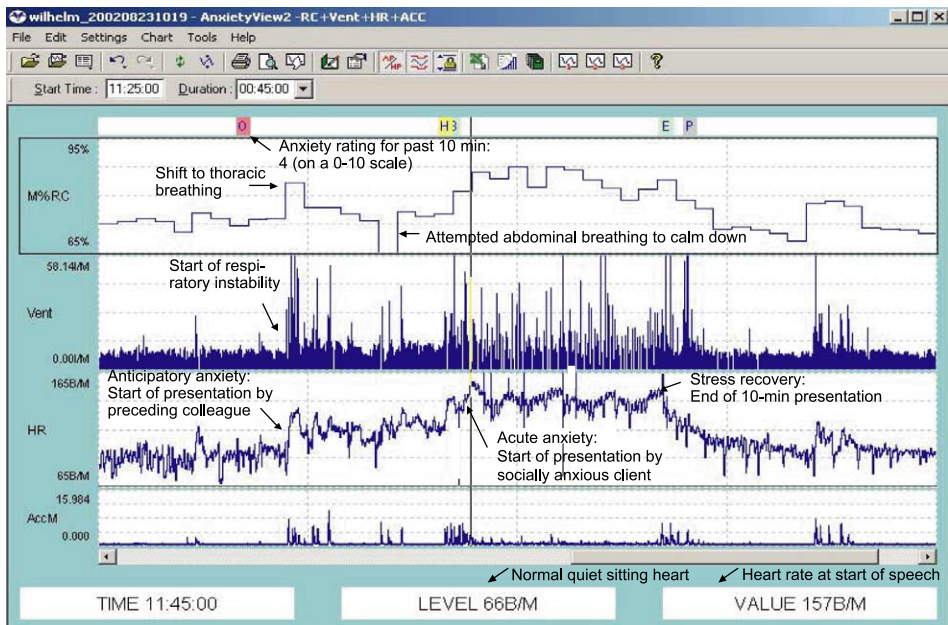 wilhelm_200208231019 - AnxietyView2 -RC+Vent+HR+ACC
File Edit Settings Chart Tools Help
Start Time : 11:25:00 Duration : 00:45:00
O H B E P
Anxiety rating for past 10 min:
4 (on a 0-10 scale)
95%
Shift to thoracic
breathing
M%RC
65%
Attempted abdominal breathing to calm down
58.14l/M
Start of respi-
ratory instability
Vent
0.00l/M
165B/M
Anticipatory anxiety:
Start of presentation by
preceding colleague
Stress recovery:
End of 10-min presentation
HR
Acute anxiety:
Start of presentation by
socially anxious client
65B/M
15.984
AccM
0.000
Normal quiet sitting heart
Heart rate at start of speech
TIME 11:45:00 LEVEL 66B/M VALUE 157B/M